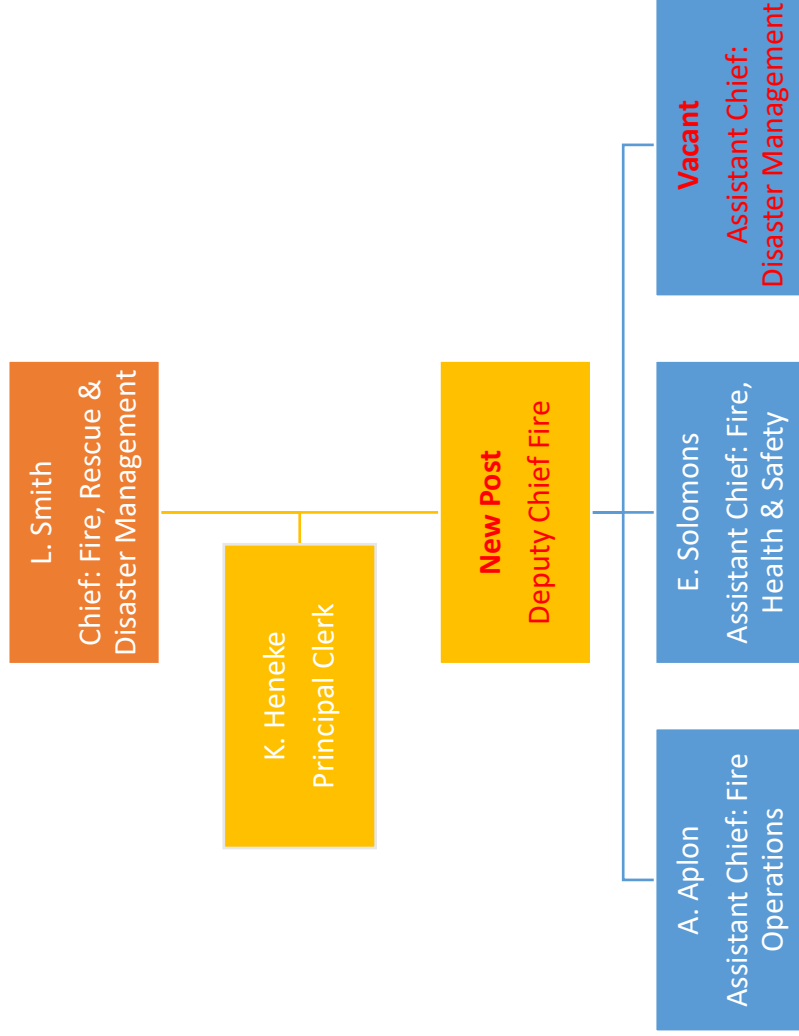 L. Smith
Chief: Fire, Rescue &
Disaster Management
K. Heneke
Principal Clerk
New Post
Deputy Chief Fire
A. Aplon
Assistant Chief: Fire
Operations
E. Solomons
Assistant Chief: Fire,
Health & Safety
Vacant
Assistant Chief:
Disaster Management